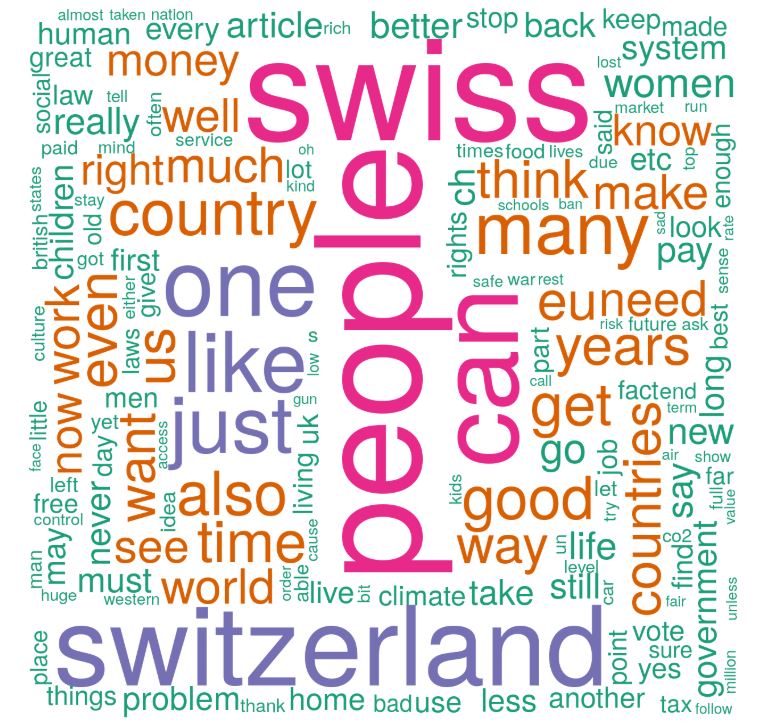 almost taken nation
human every article rich better stop back keep made
great money swiss lost system
social law tell often well service women
really market run
paid mind said know
right much oh lot kind times food lives due etc top enough
states children stay old country people ch think schools ban make
british rights many sad look rate
got first pay sense
culture work even laws either give one safe war rest
us can eu need
like s low part risk future ask best
now men just gun call years long
little face yet day want access living uk get fact end term new
go job countries air show
left never idea also kids good let try say far full value
free control see time cause way un life co2 find government
man may must western world order able level car fair unless
huge alive bit climate take still
switzerland point vote
place sure yes million
things problem thank home bad use less another tax follow